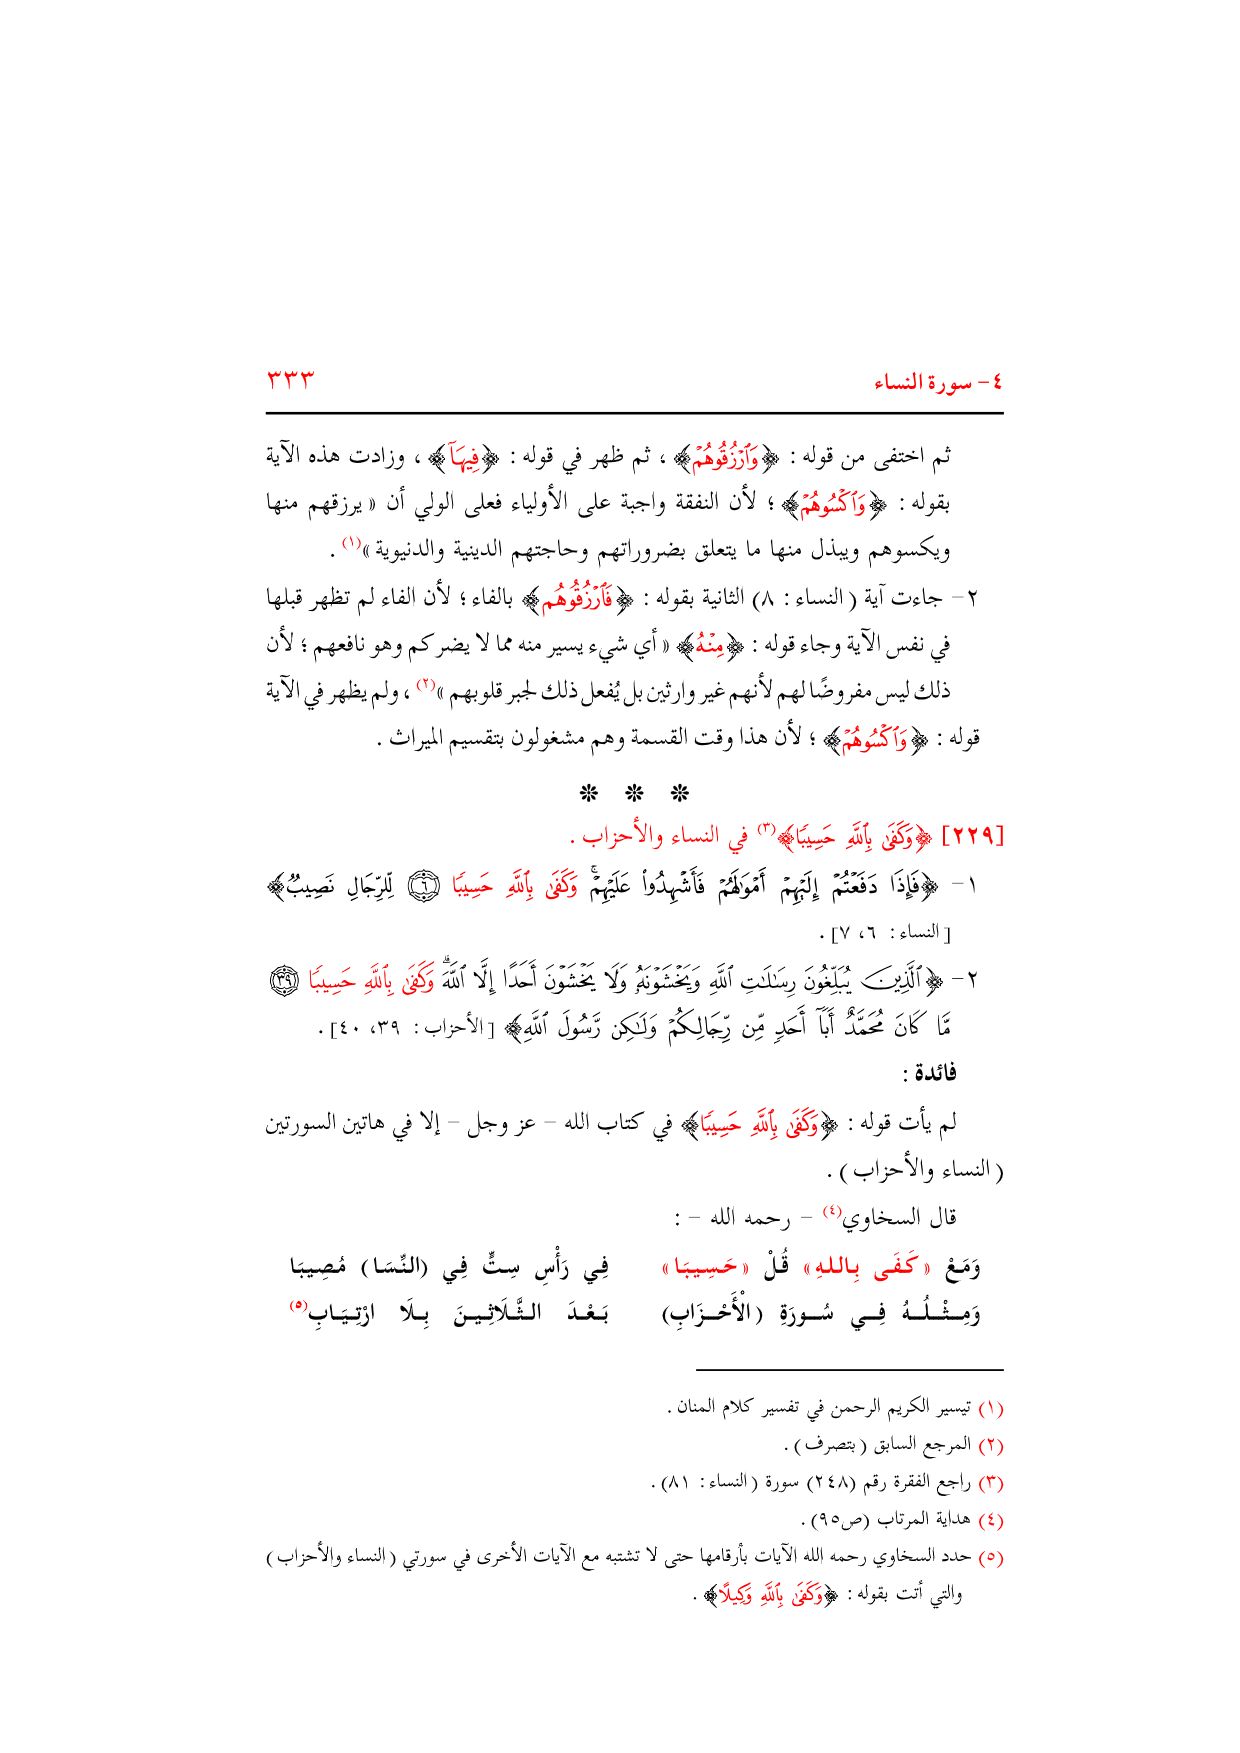 ٤- سورة النساء ٣٣٣
ثم اختفى من قوله : ﴿وَٱرۡزُقُوهُمۡ﴾ ، ثم ظهر في قوله : ﴿فِيهَآ﴾ ، وزادت هذه الآية
بقوله : ﴿وَٱكۡسُوهُمۡ﴾ ؛ لأن النفقة واجبة على الأولياء فعلى الولي أن « يرزقهم منها
ويكسوهم ويبذل منها ما يتعلق بضروراتهم وحاجتهم الدينية والدنيوية »(١) .
٢- جاءت آية ( النساء : ٨) الثانية بقوله : ﴿فَٱرۡزُقُوهُم﴾ بالفاء ؛ لأن الفاء لم تظهر قبلها
في نفس الآية وجاء قوله : ﴿مِنۡهُ﴾ « أي شيء يسير منه مما لا يضركم وهو نافعهم ؛ لأن
ذلك ليس مفروضًا لهم لأنهم غير وارثين بل يُفعل ذلك لجبر قلوبهم »(٢) ، ولم يظهر في الآية
قوله : ﴿وَٱكۡسُوهُمۡ﴾ ؛ لأن هذا وقت القسمة وهم مشغولون بتقسيم الميراث .
❊ ❊ ❊
[٢٢٩] ﴿وَكَفَىٰ بِٱللَّهِ حَسِيبٗا﴾(٣) في النساء والأحزاب .
١- ﴿فَإِذَا دَفَعۡتُمۡ إِلَيۡهِمۡ أَمۡوَٰلَهُمۡ فَأَشۡهِدُواْ عَلَيۡهِمۡۚ وَكَفَىٰ بِٱللَّهِ حَسِيبٗا ٦ لِّلرِّجَالِ نَصِيبٞ﴾
[ النساء : ٦، ٧] .
٢- ﴿ٱلَّذِينَ يُبَلِّغُونَ رِسَٰلَٰتِ ٱللَّهِ وَيَخۡشَوۡنَهُۥ وَلَا يَخۡشَوۡنَ أَحَدًا إِلَّا ٱللَّهَۗ وَكَفَىٰ بِٱللَّهِ حَسِيبٗا ٣٩
مَّا كَانَ مُحَمَّدٌ أَبَآ أَحَدٖ مِّن رِّجَالِكُمۡ وَلَٰكِن رَّسُولَ ٱللَّهِ﴾ [ الأحزاب : ٣٩، ٤٠] .
فائدة :
لم يأت قوله : ﴿وَكَفَىٰ بِٱللَّهِ حَسِيبٗا﴾ في كتاب الله - عز وجل - إلا في هاتين السورتين
( النساء والأحزاب ) .
قال السخاوي(٤) - رحمه الله - :
وَمَعْ « كَفَى بِاللهِ » قُلْ « حَسِيبَا » فِي رَأْسِ سِتٍّ فِي (النِّسَا) مُصِيبَا
وَمِثْلُهُ فِي سُورَةِ (الْأَحْزَابِ) بَعْدَ الثَّلَاثِينَ بِلَا ارْتِيَابِ(٥)
(١) تيسير الكريم الرحمن في تفسير كلام المنان .
(٢) المرجع السابق ( بتصرف ) .
(٣) راجع الفقرة رقم (٢٤٨) سورة ( النساء : ٨١) .
(٤) هداية المرتاب (ص٩٥) .
(٥) حدد السخاوي رحمه الله الآيات بأرقامها حتى لا تشتبه مع الآيات الأخرى في سورتي ( النساء والأحزاب )
والتي أتت بقوله : ﴿وَكَفَىٰ بِٱللَّهِ وَكِيلًا﴾ .